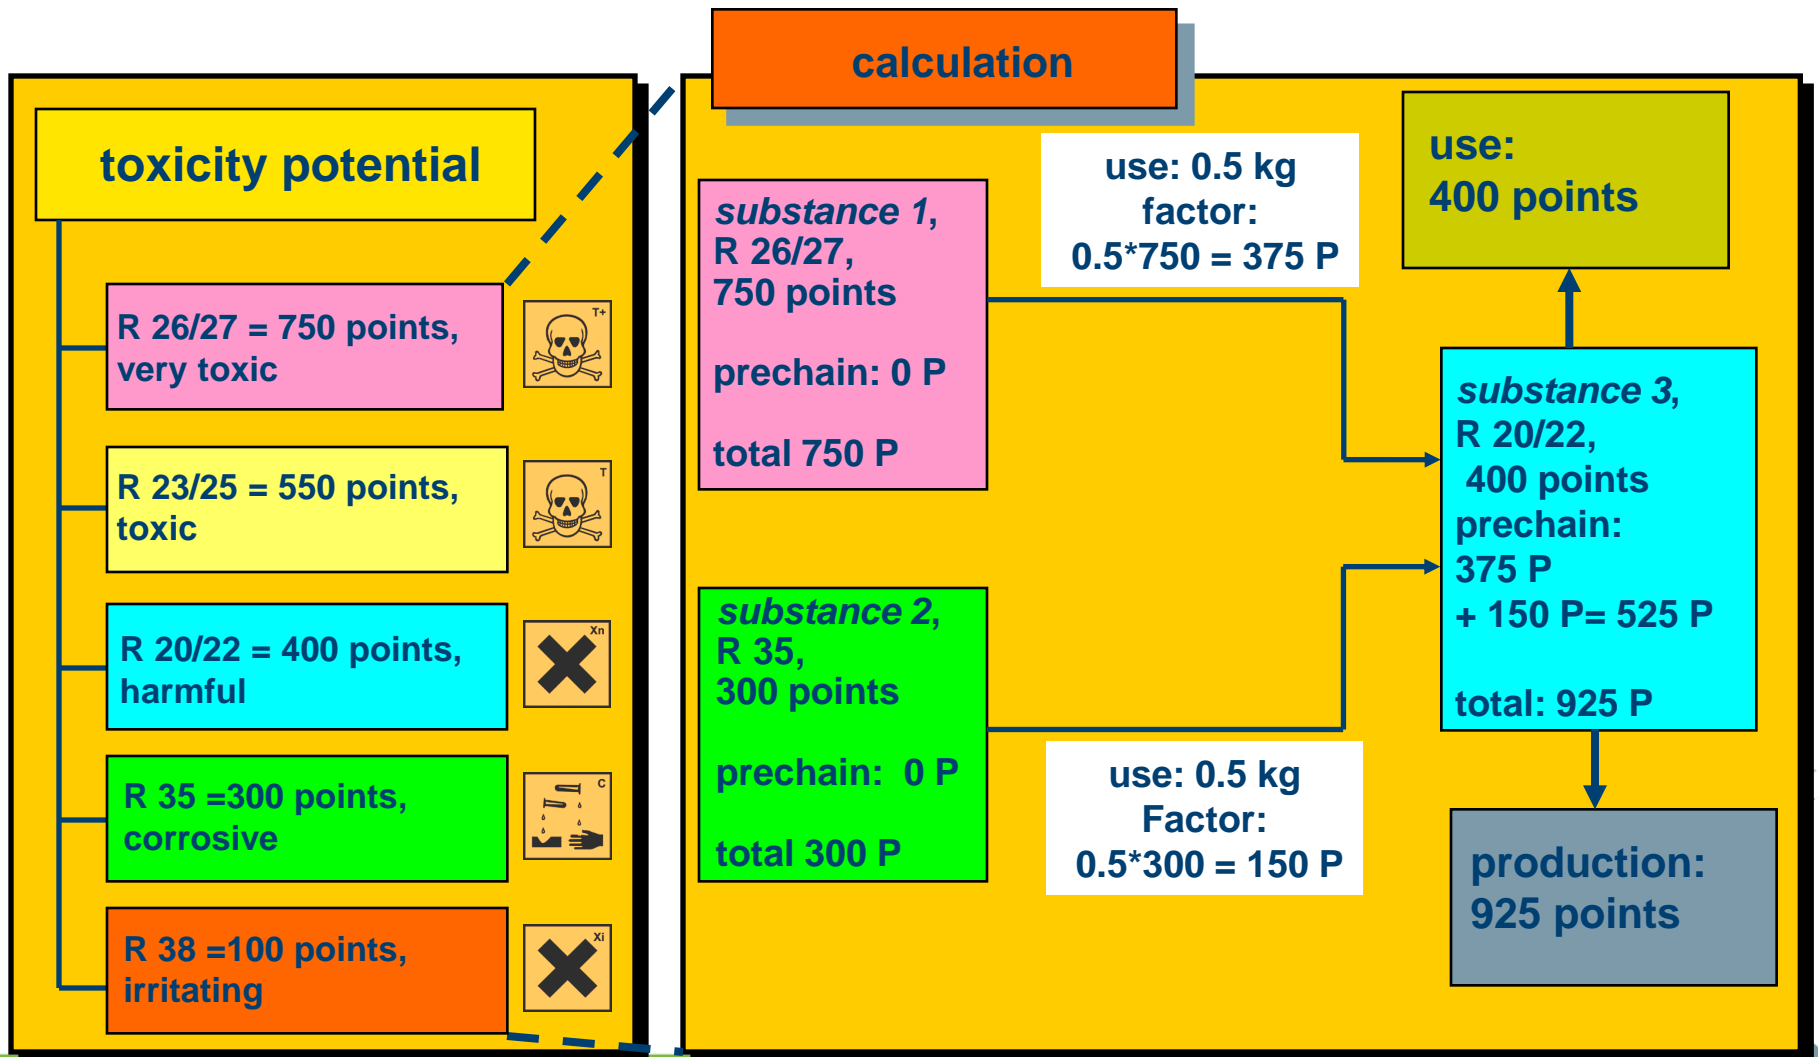 calculation
toxicity potential
R 26/27 = 750 points,
very toxic
T+
R 23/25 = 550 points,
toxic
T
R 20/22 = 400 points,
harmful
Xn
R 35 =300 points,
corrosive
C
R 38 =100 points,
irritating
Xi
substance 1,
R 26/27,
750 points
prechain: 0 P
total 750 P
use: 0.5 kg
factor:
0.5*750 = 375 P
substance 2,
R 35,
300 points
prechain:  0 P
total 300 P
use: 0.5 kg
Factor:
0.5*300 = 150 P
use:
400 points
substance 3,
R 20/22,
400 points
prechain:
375 P
+ 150 P= 525 P
total: 925 P
production:
925 points